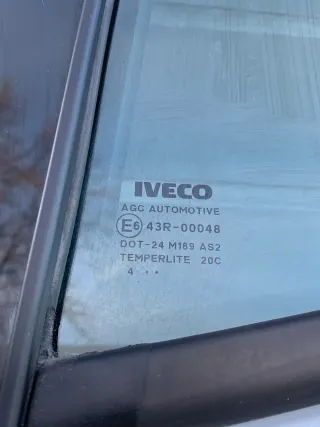 IVECO
AGC AUTOMOTIVE
E6 43R-00048
DOT-24 M189 AS2
TEMPERLITE 20C
4 • •